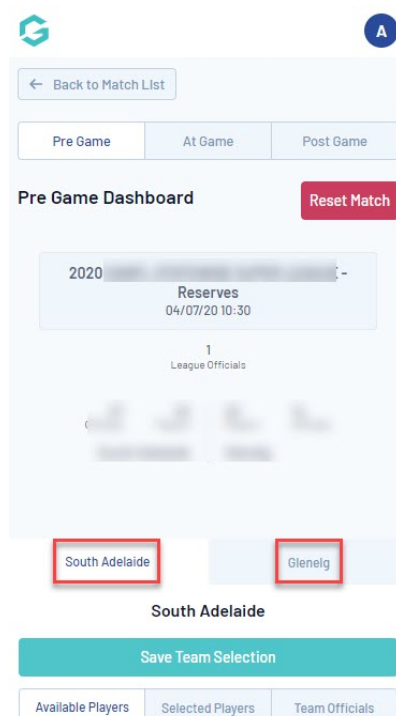 A
← Back to Match LIst
Pre Game At Game Post Game
Pre Game Dashboard Reset Match
2020 -
Reserves
04/07/20 10:30
1
League Officials
South Adelaide Glenelg
South Adelaide
Save Team Selection
Available Players Selected Players Team Officials